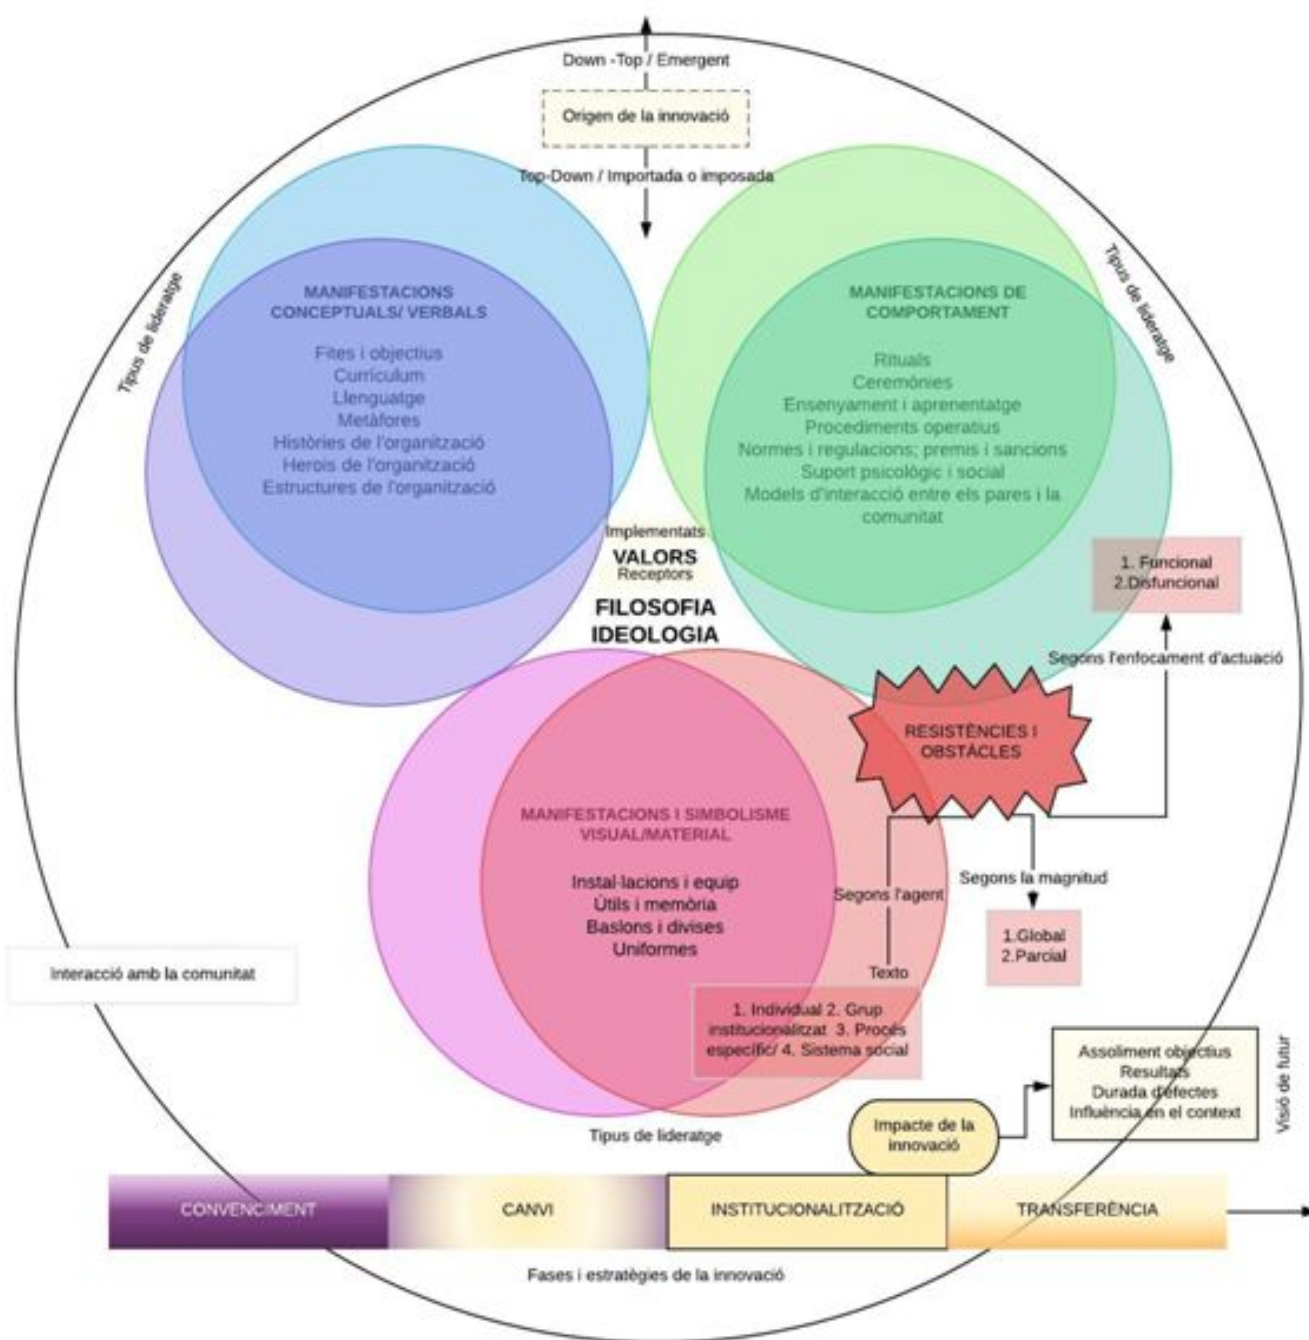 Down -Top / Emergent
Origen de la innovació
Top-Down / Importada o imposada
Tipus de lideratge
Tipus de lideratge
MANIFESTACIONS
CONCEPTUALS/ VERBALS
Fites i objectius
Currículum
Llenguatge
Metàfores
Històries de l'organització
Herois de l'organització
Estructures de l'organització
MANIFESTACIONS DE
COMPORTAMENT
Rituals
Ceremònies
Ensenyament i aprenentatge
Procediments operatius
Normes i regulacions; premis i sancions
Suport psicològic i social
Models d'interacció entre els pares i la
comunitat
Implementats
VALORS
Receptors
FILOSOFIA
IDEOLOGIA
1. Funcional
2.Disfuncional
Segons l'enfocament d'actuació
RESISTÈNCIES I
OBSTÀCLES
MANIFESTACIONS I SIMBOLISME
VISUAL/MATERIAL
Instal·lacions i equip
Útils i memòria
Baslons i divises
Uniformes
Segons l'agent
Segons la magnitud
1.Global
2.Parcial
Texto
Interacció amb la comunitat
1. Individual 2. Grup
institucionalitzat 3. Procés
específic/ 4. Sistema social
Assoliment objectius
Resultats
Durada d'efectes
Influència en el context
Visió de futur
Impacte de la
innovació
Tipus de lideratge
CONVENCIMENT
CANVI
INSTITUCIONALITZACIÓ
TRANSFERÈNCIA
Fases i estratègies de la innovació